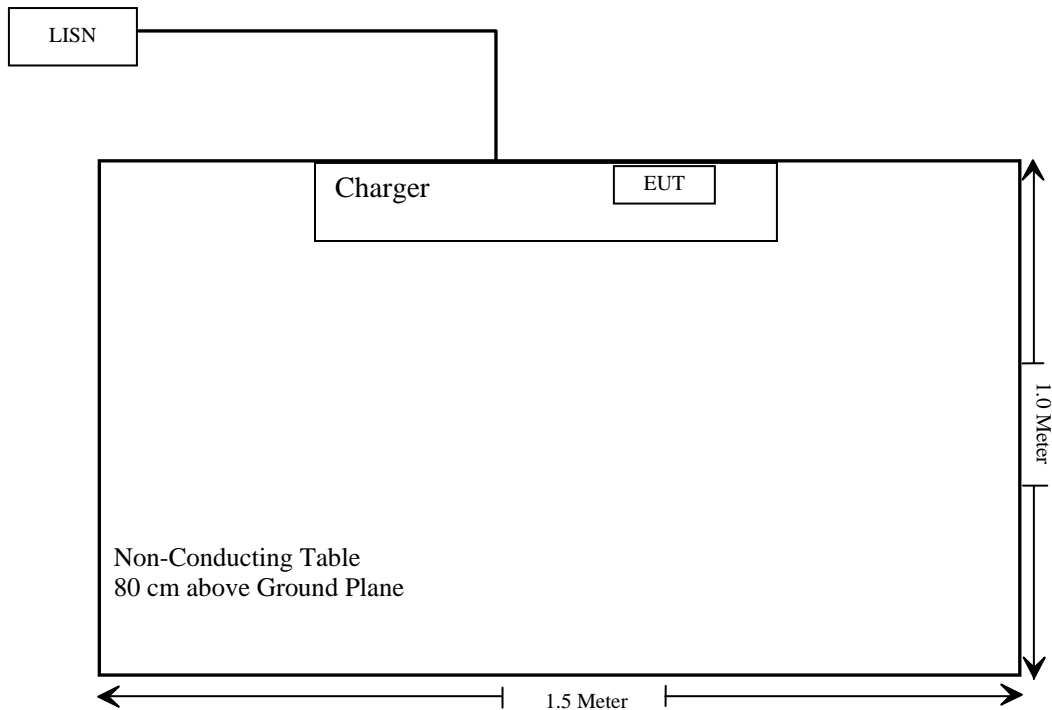 LISN
Charger
EUT
1.0 Meter
Non-Conducting Table
80 cm above Ground Plane
1.5 Meter